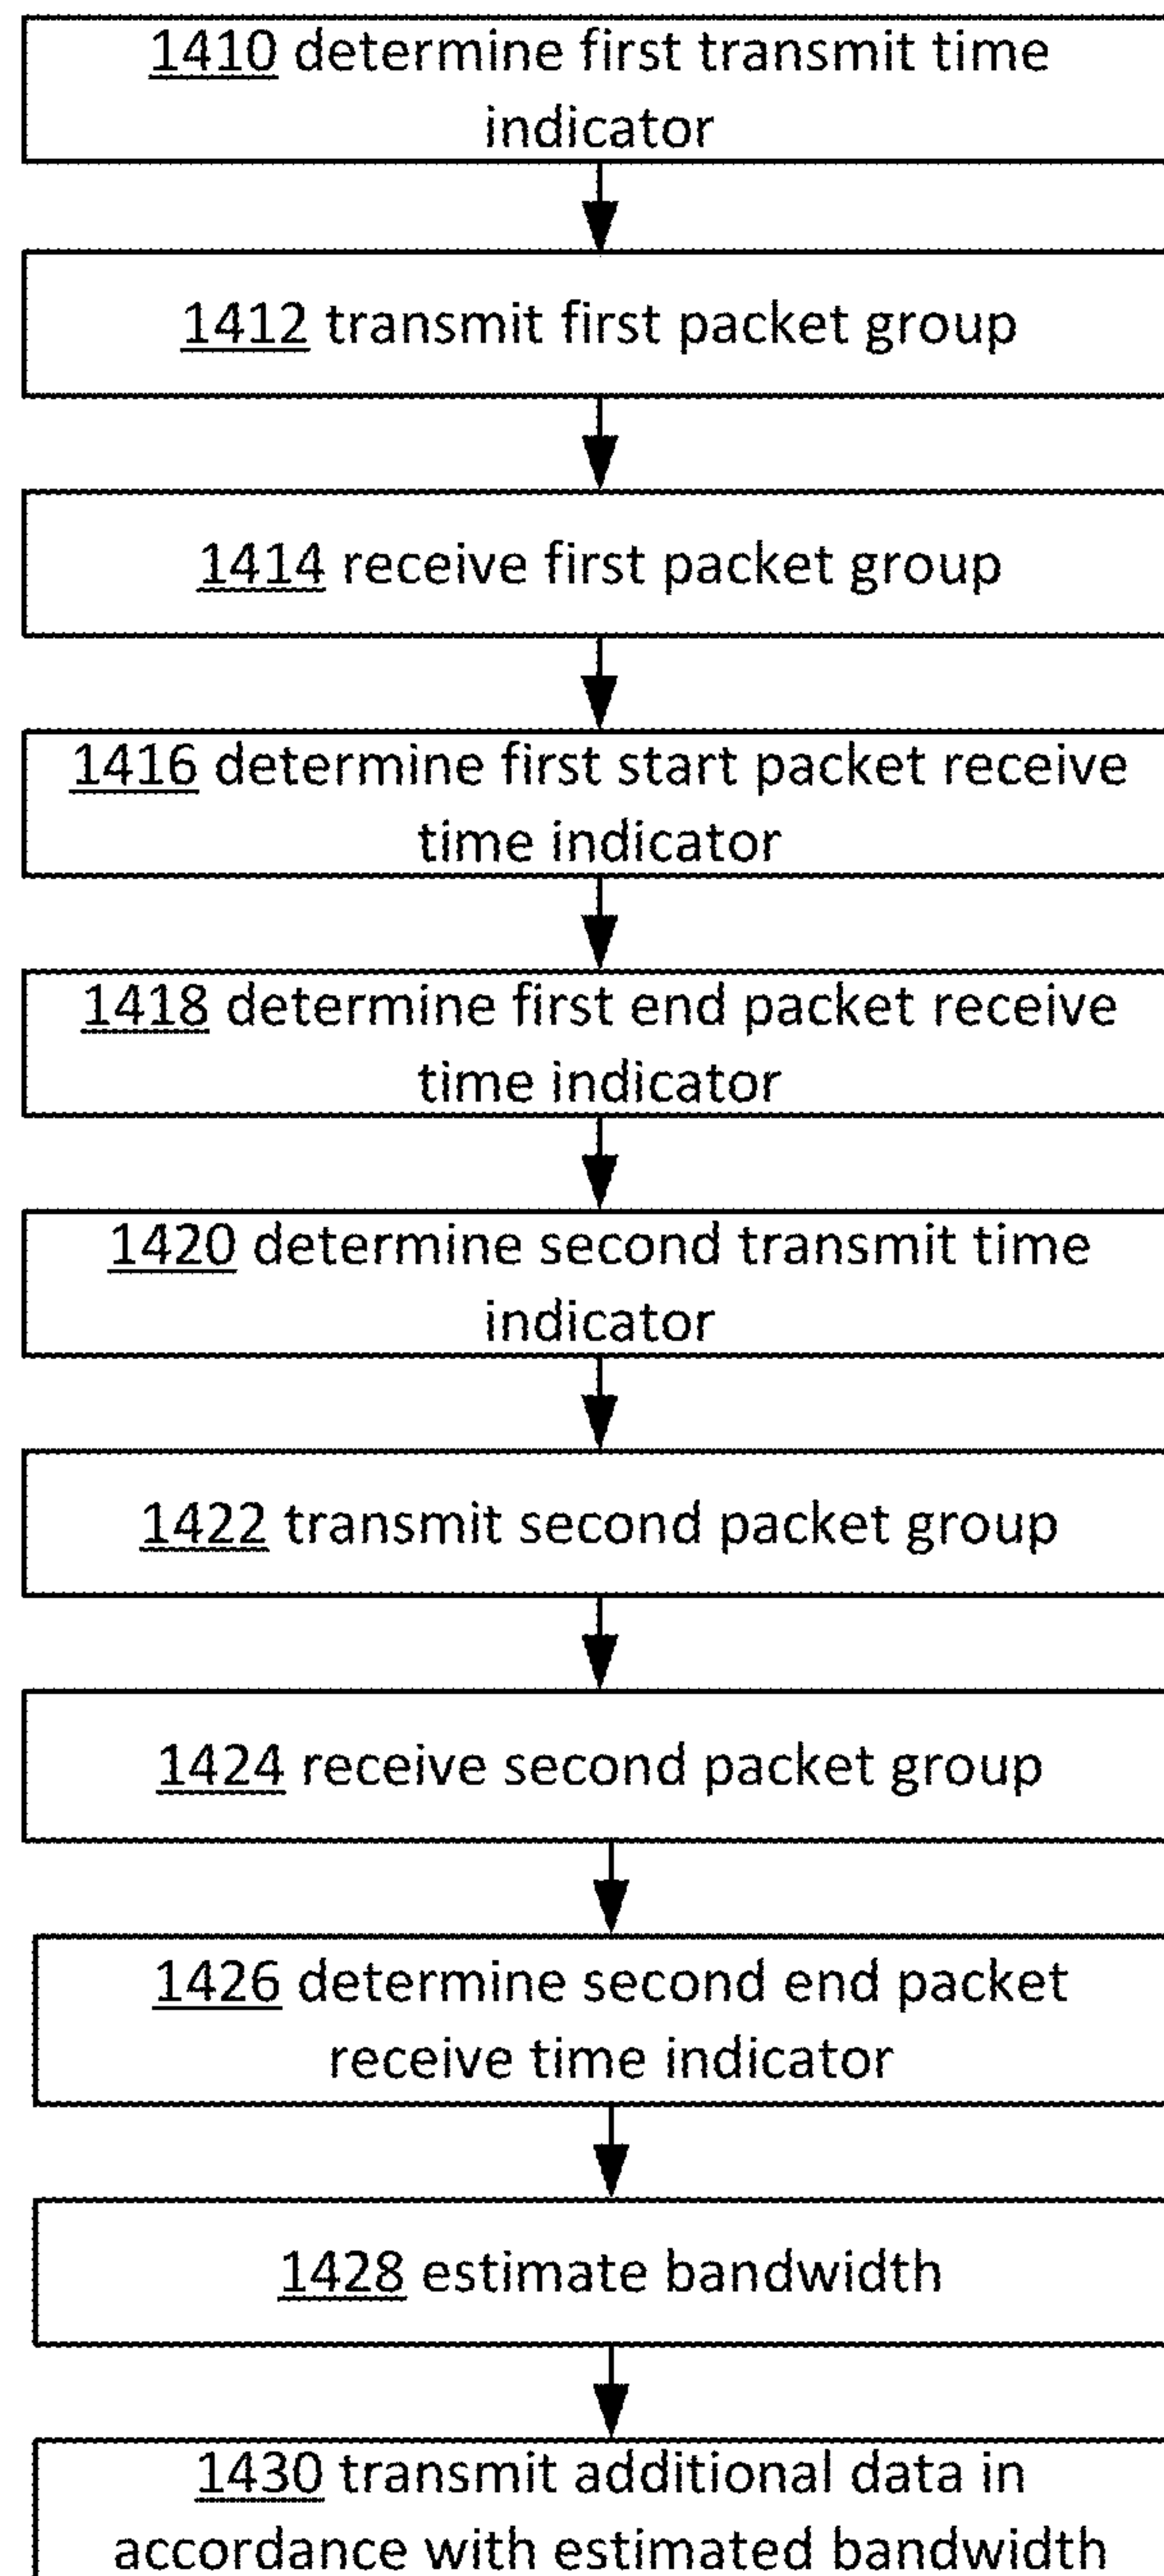 1410 determine first transmit time
indicator
1412 transmit first packet group
1414 receive first packet group
1416 determine first start packet receive
time indicator
1418 determine first end packet receive
time indicator
1420 determine second transmit time
indicator
1422 transmit second packet group
1424 receive second packet group
1426 determine second end packet
receive time indicator
1428 estimate bandwidth
1430 transmit additional data in
accordance with estimated bandwidth